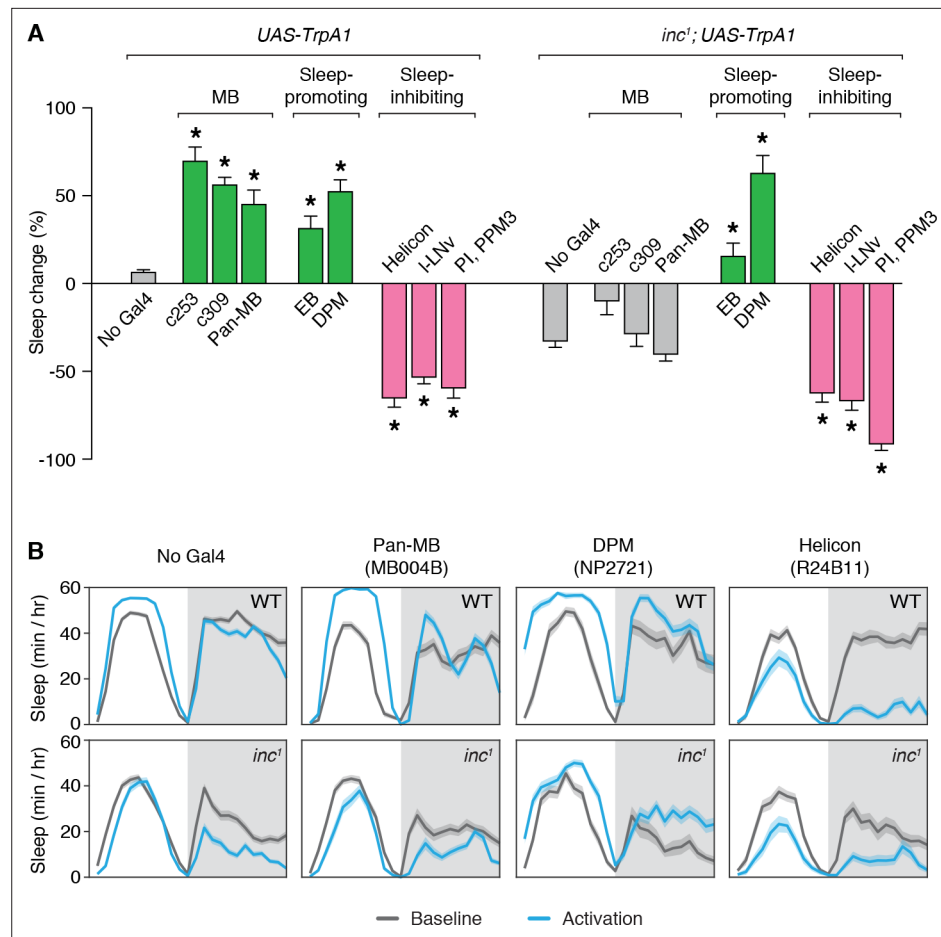 A
UAS-TrpA1
inc¹; UAS-TrpA1
MB
Sleep-
promoting
Sleep-
inhibiting
MB
Sleep-
promoting
Sleep-
inhibiting
Sleep change (%)
100
50
0
-50
-100
No Gal4
c253
c309
Pan-MB
EB
DPM
Helicon
l-LNv
PI, PPM3
No Gal4
c253
c309
Pan-MB
EB
DPM
Helicon
l-LNv
PI, PPM3
* * * * * * * *
* * * * *
B
No Gal4
Pan-MB
(MB004B)
DPM
(NP2721)
Helicon
(R24B11)
Sleep (min / hr)
60
40
20
0
WT
WT
WT
WT
Sleep (min / hr)
60
40
20
0
inc¹
inc¹
inc¹
inc¹
Baseline
Activation